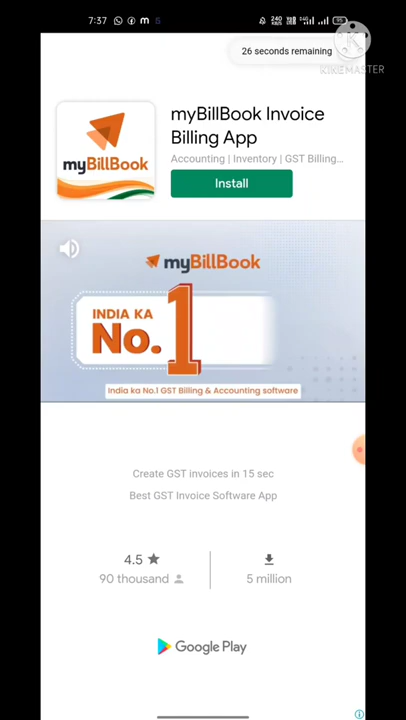 7:37
95
26 seconds remaining
KINEMASTER
myBillBook Invoice
Billing App
Accounting | Inventory | GST Billing...
Install
myBillBook
myBillBook
INDIA KA
No.1
India ka No.1 GST Billing & Accounting software
Create GST invoices in 15 sec
Best GST Invoice Software App
4.5
90 thousand
5 million
Google Play